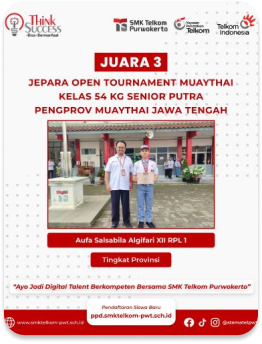 Think
SUCCESS
SMK Telkom
Purwokerto
Telkom
Telkom
Indonesia
JUARA 3
JEPARA OPEN TOURNAMENT MUAYTHAI
KELAS 54 KG SENIOR PUTRA
PENGPROV MUAYTHAI JAWA TENGAH
Aufa Salsabila Algifari XII RPL 1
Tingkat Provinsi
"Ayo Jadi Digital Talent Berkompeten Bersama SMK Telkom Purwokerto"
Pendaftaran Siswa Baru
www.smktelkom-pwt.sch.id
ppd.smktelkom-pwt.sch.id